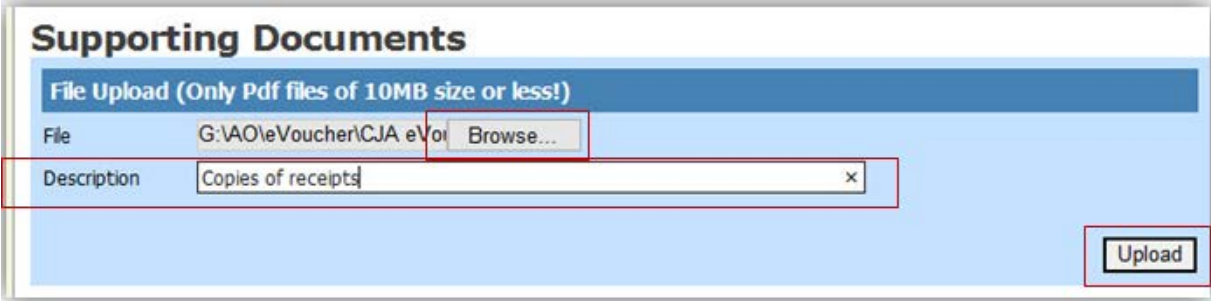 Supporting Documents
File Upload (Only Pdf files of 10MB size or less!)
File G:\AO\eVoucher\CJA eVou Browse...
Description Copies of receipts ×
Upload